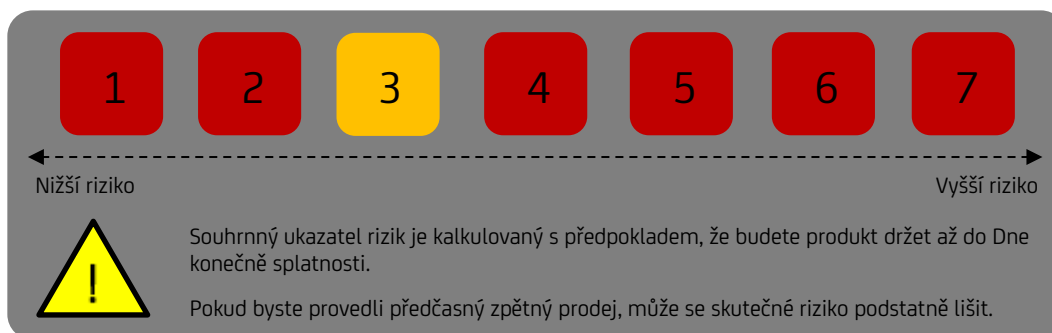 1 2 3 4 5 6 7
Nižší riziko Vyšší riziko
!
Souhrnný ukazatel rizik je kalkulovaný s předpokladem, že budete produkt držet až do Dne
konečně splatnosti.
Pokud byste provedli předčasný zpětný prodej, může se skutečné riziko podstatně lišit.